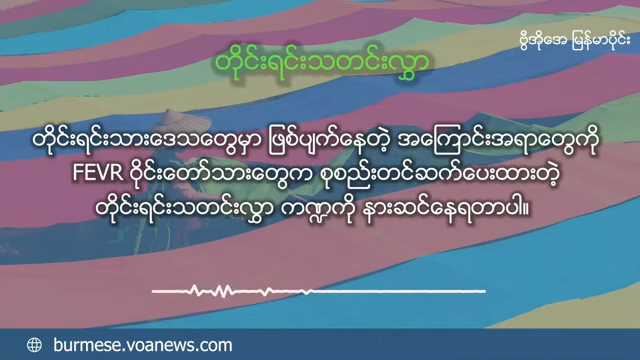 ဗွီအိုအေ မြန်မာပိုင်း
တိုင်းရင်းသတင်းလွှာ
တိုင်းရင်းသားဒေသတွေမှာ ဖြစ်ပျက်နေတဲ့ အကြောင်းအရာတွေကို
FEVR ဝိုင်းတော်သားတွေက စုစည်းတင်ဆက်ပေးထားတဲ့
တိုင်းရင်းသတင်းလွှာ ကဏ္ဍကို နားဆင်နေရတာပါ။
burmese.voanews.com